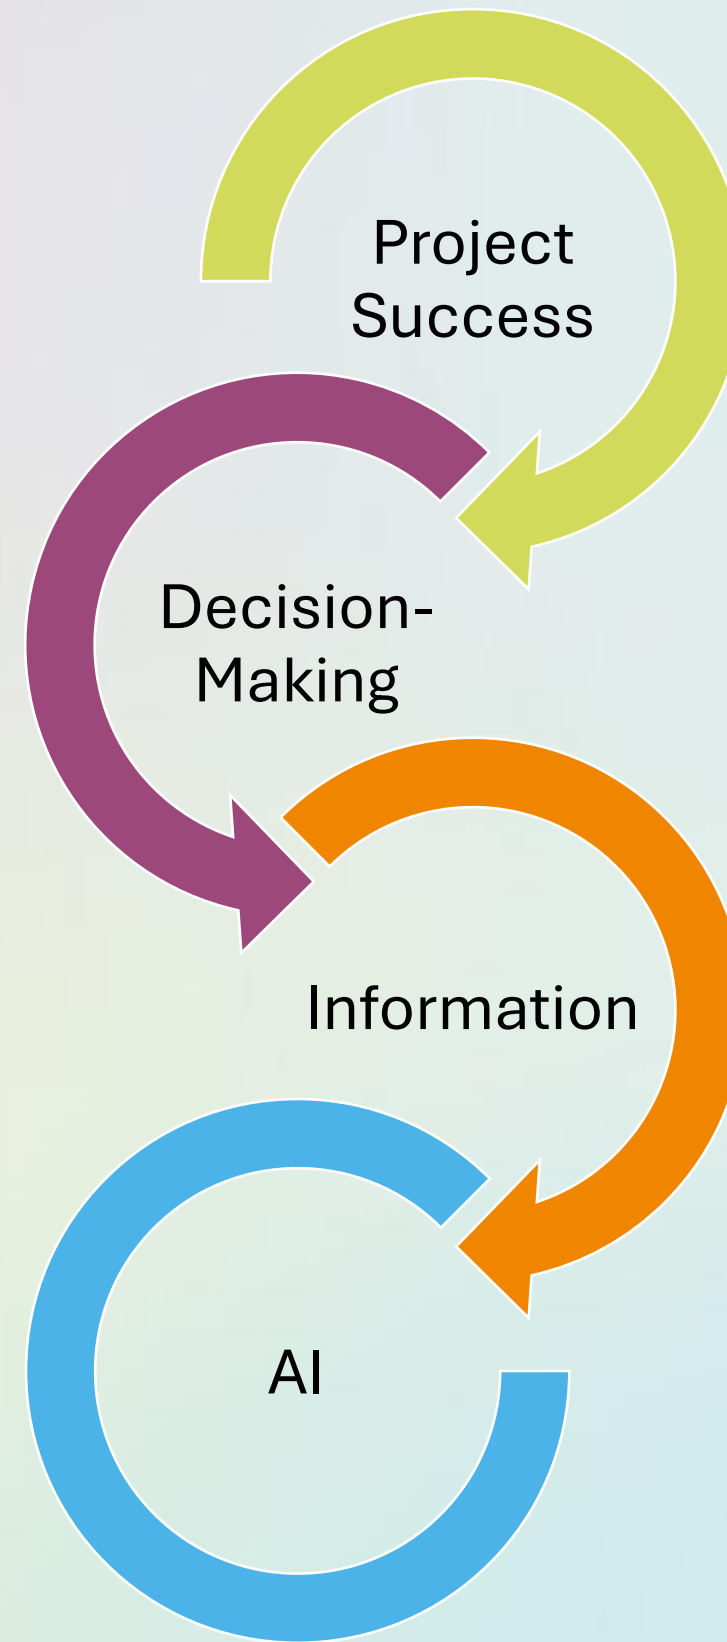 Project
Success
Decision-
Making
Information
AI